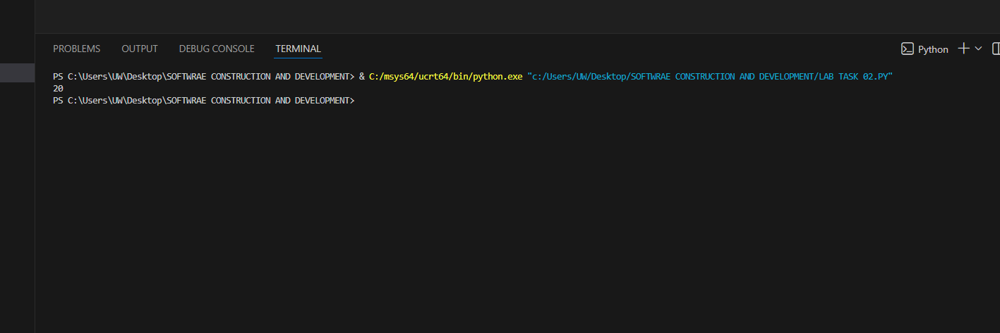 PROBLEMS OUTPUT DEBUG CONSOLE TERMINAL Python
PS C:\Users\UW\Desktop\SOFTWRAE CONSTRUCTION AND DEVELOPMENT> & C:/msys64/ucrt64/bin/python.exe "c:/Users/UW/Desktop/SOFTWRAE CONSTRUCTION AND DEVELOPMENT/LAB TASK 02.PY"
20
PS C:\Users\UW\Desktop\SOFTWRAE CONSTRUCTION AND DEVELOPMENT>